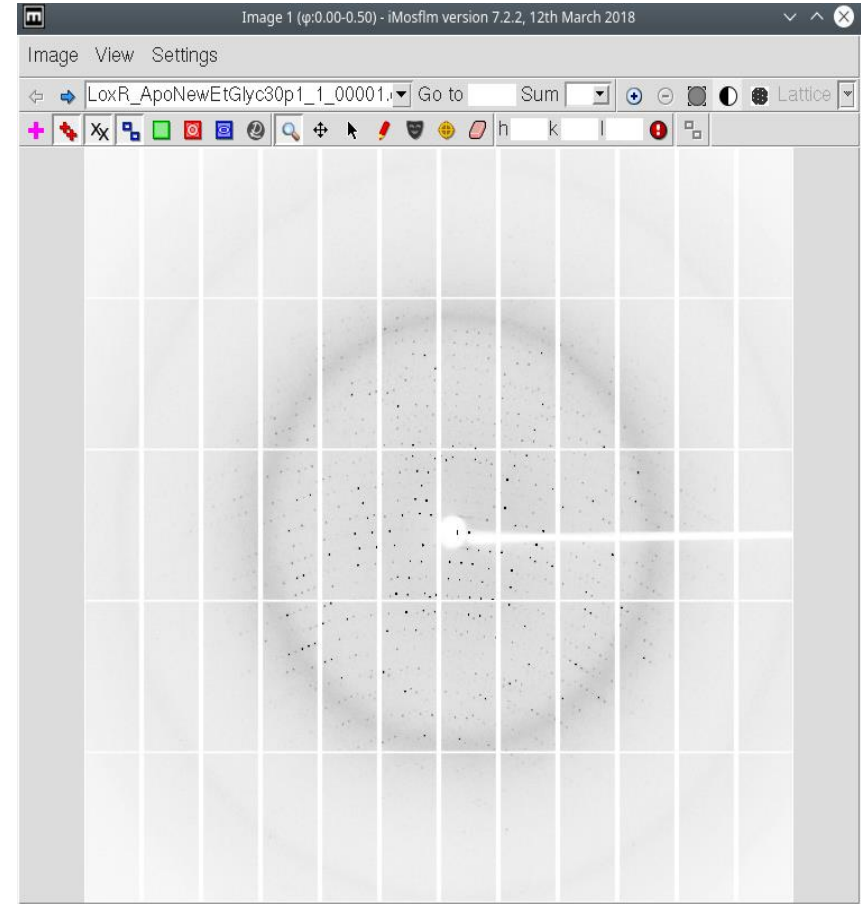 Image 1 (φ:0.00-0.50) - iMosflm version 7.2.2, 12th March 2018
Image View Settings
LoxR_ApoNewEtGlyc30p1_1_00001. Go to Sum Lattice
h k l